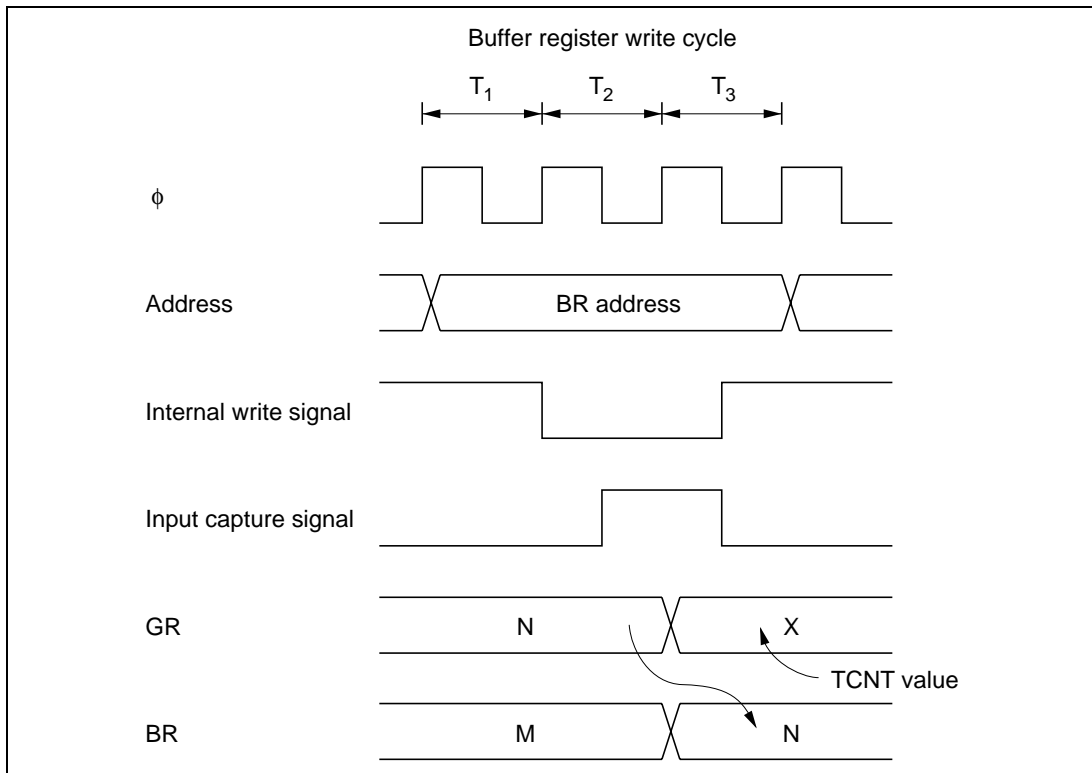 Buffer register write cycle
T1 T2 T3
φ
Address BR address
Internal write signal
Input capture signal
GR N X
TCNT value
BR M N